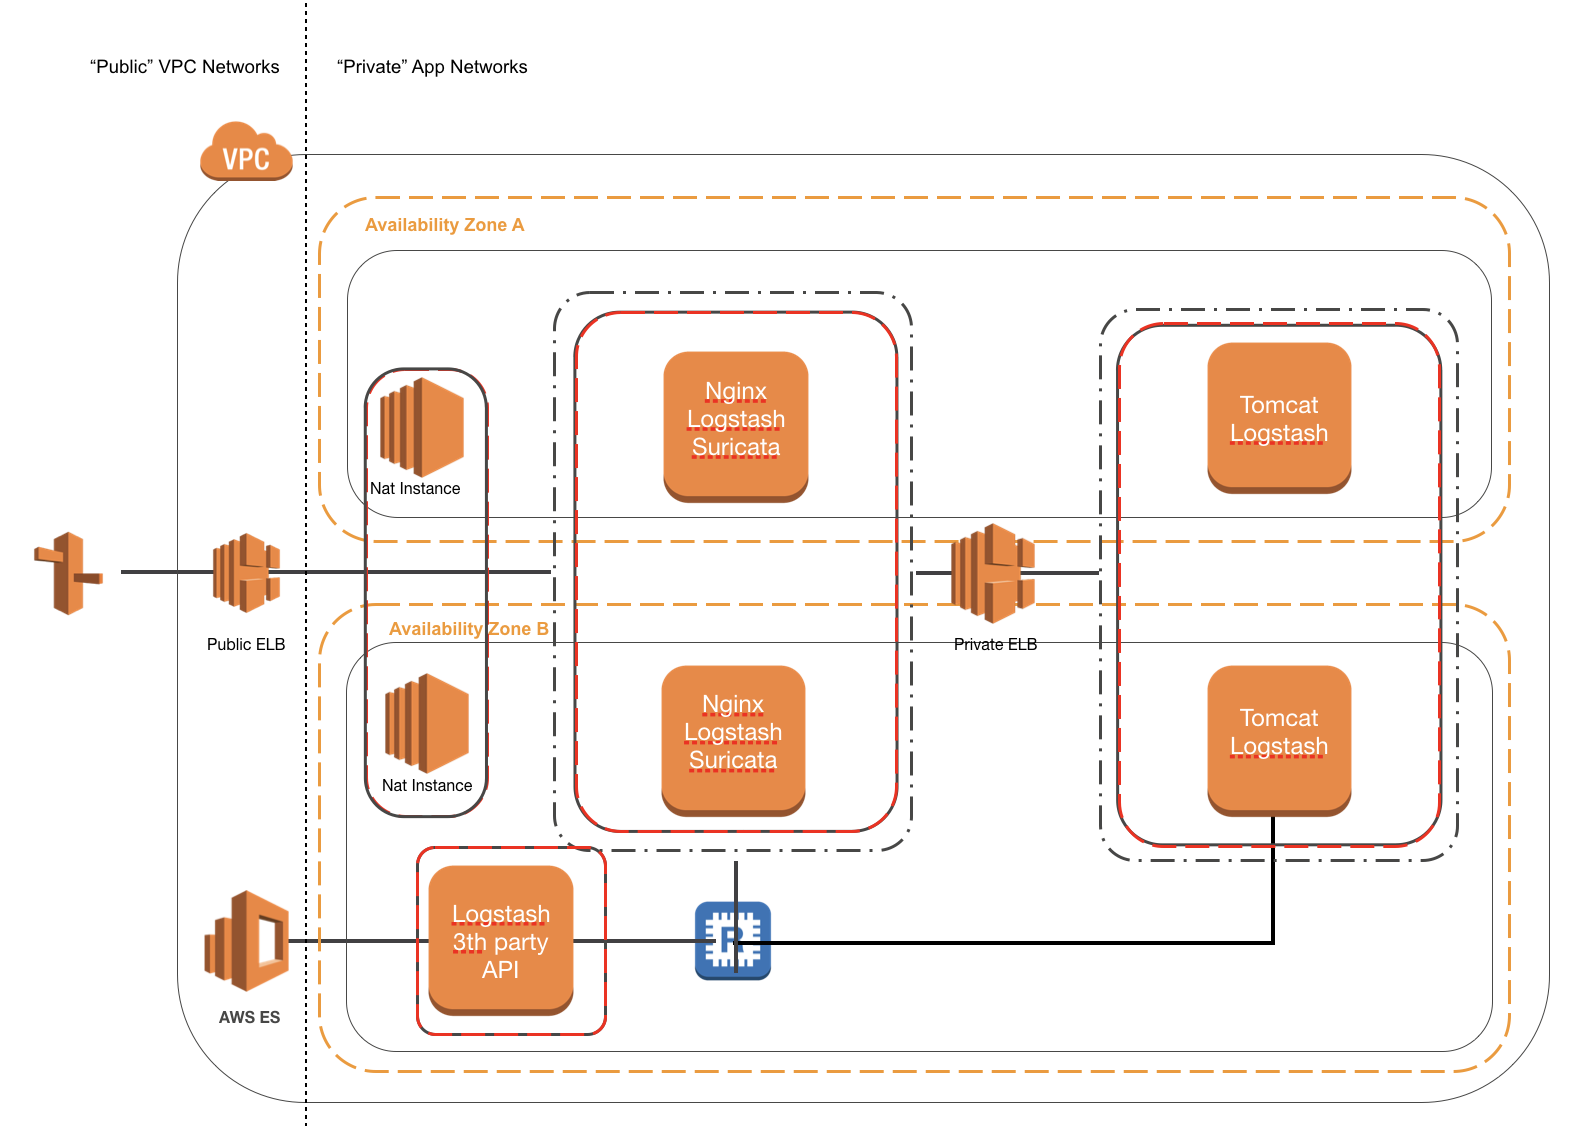 “Public” VPC Networks
“Private” App Networks
VPC
Availability Zone A
Nginx
Logstash
Suricata
Tomcat
Logstash
Nat Instance
Public ELB
Availability Zone B
Private ELB
Nginx
Logstash
Suricata
Tomcat
Logstash
Nat Instance
Logstash
3th party
API
R
AWS ES